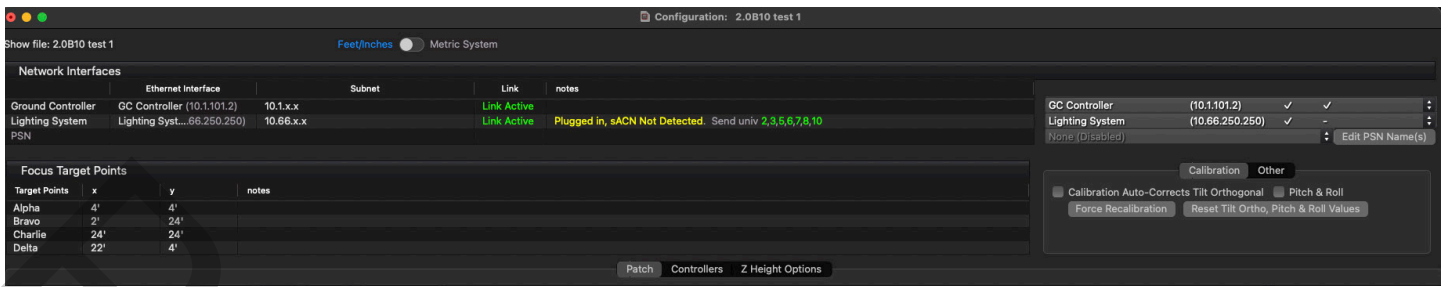 Configuration: 2.0B10 test 1
Show file: 2.0B10 test 1 Feet/Inches Metric System
Network Interfaces
Ethernet Interface Subnet Link notes
Ground Controller GC Controller (10.1.101.2) 10.1.x.x Link Active
Lighting System Lighting Syst....66.250.250) 10.66.x.x Link Active Plugged in, sACN Not Detected. Send univ 2,3,5,6,7,8,10
PSN
GC Controller (10.1.101.2) ✓ ✓
Lighting System (10.66.250.250) ✓ -
None (Disabled) Edit PSN Name(s)
Focus Target Points
Target Points x y notes
Alpha 4' 4'
Bravo 2' 24'
Charlie 24' 24'
Delta 22' 4'
Calibration Other
Calibration Auto-Corrects Tilt Orthogonal Pitch & Roll
Force Recalibration Reset Tilt Ortho, Pitch & Roll Values
Patch Controllers Z Height Options